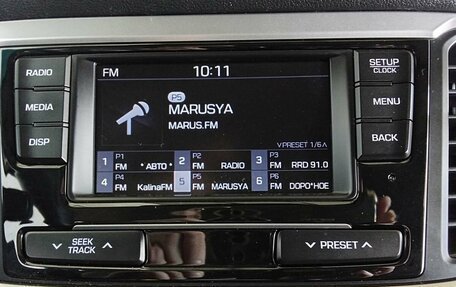 FM 10:11
RADIO
MEDIA
DISP
SETUP
CLOCK
MENU
BACK
P5
MARUSYA
MARUS.FM
PRESET 1/6
1 P1 FM * АВТО * 2 P2 FM RADIO 3 P3 FM RRD 91.0
4 P4 FM KalinaFM 5 P5 FM MARUSYA 6 P6 FM DOPO*HOE
SEEK
TRACK
PRESET